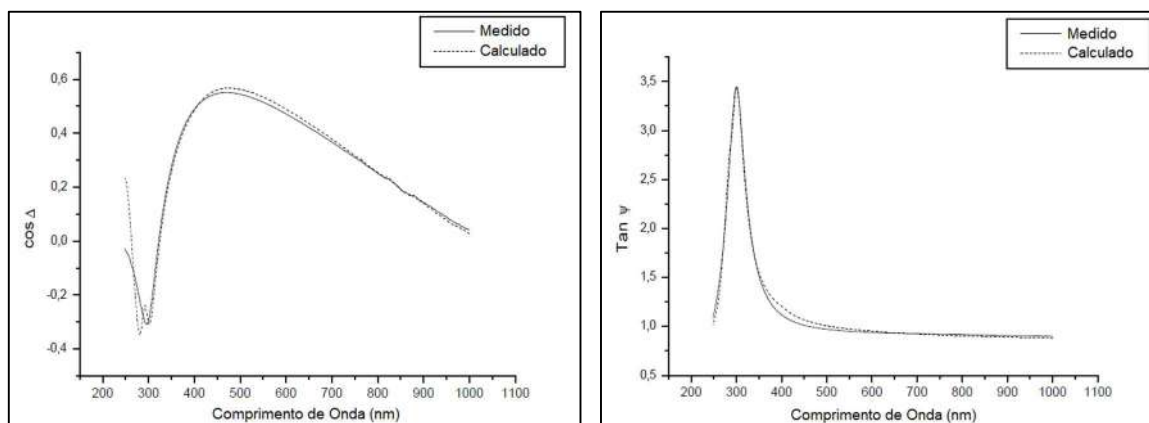 Medido
Calculado
0,6
0,4
0,2
0,0
-0,2
-0,4
cos Δ
200 300 400 500 600 700 800 900 1000 1100
Comprimento de Onda (nm)
Medido
Calculado
3,5
3,0
2,5
2,0
1,5
1,0
0,5
Tan ψ
200 300 400 500 600 700 800 900 1000 1100
Comprimento de Onda (nm)